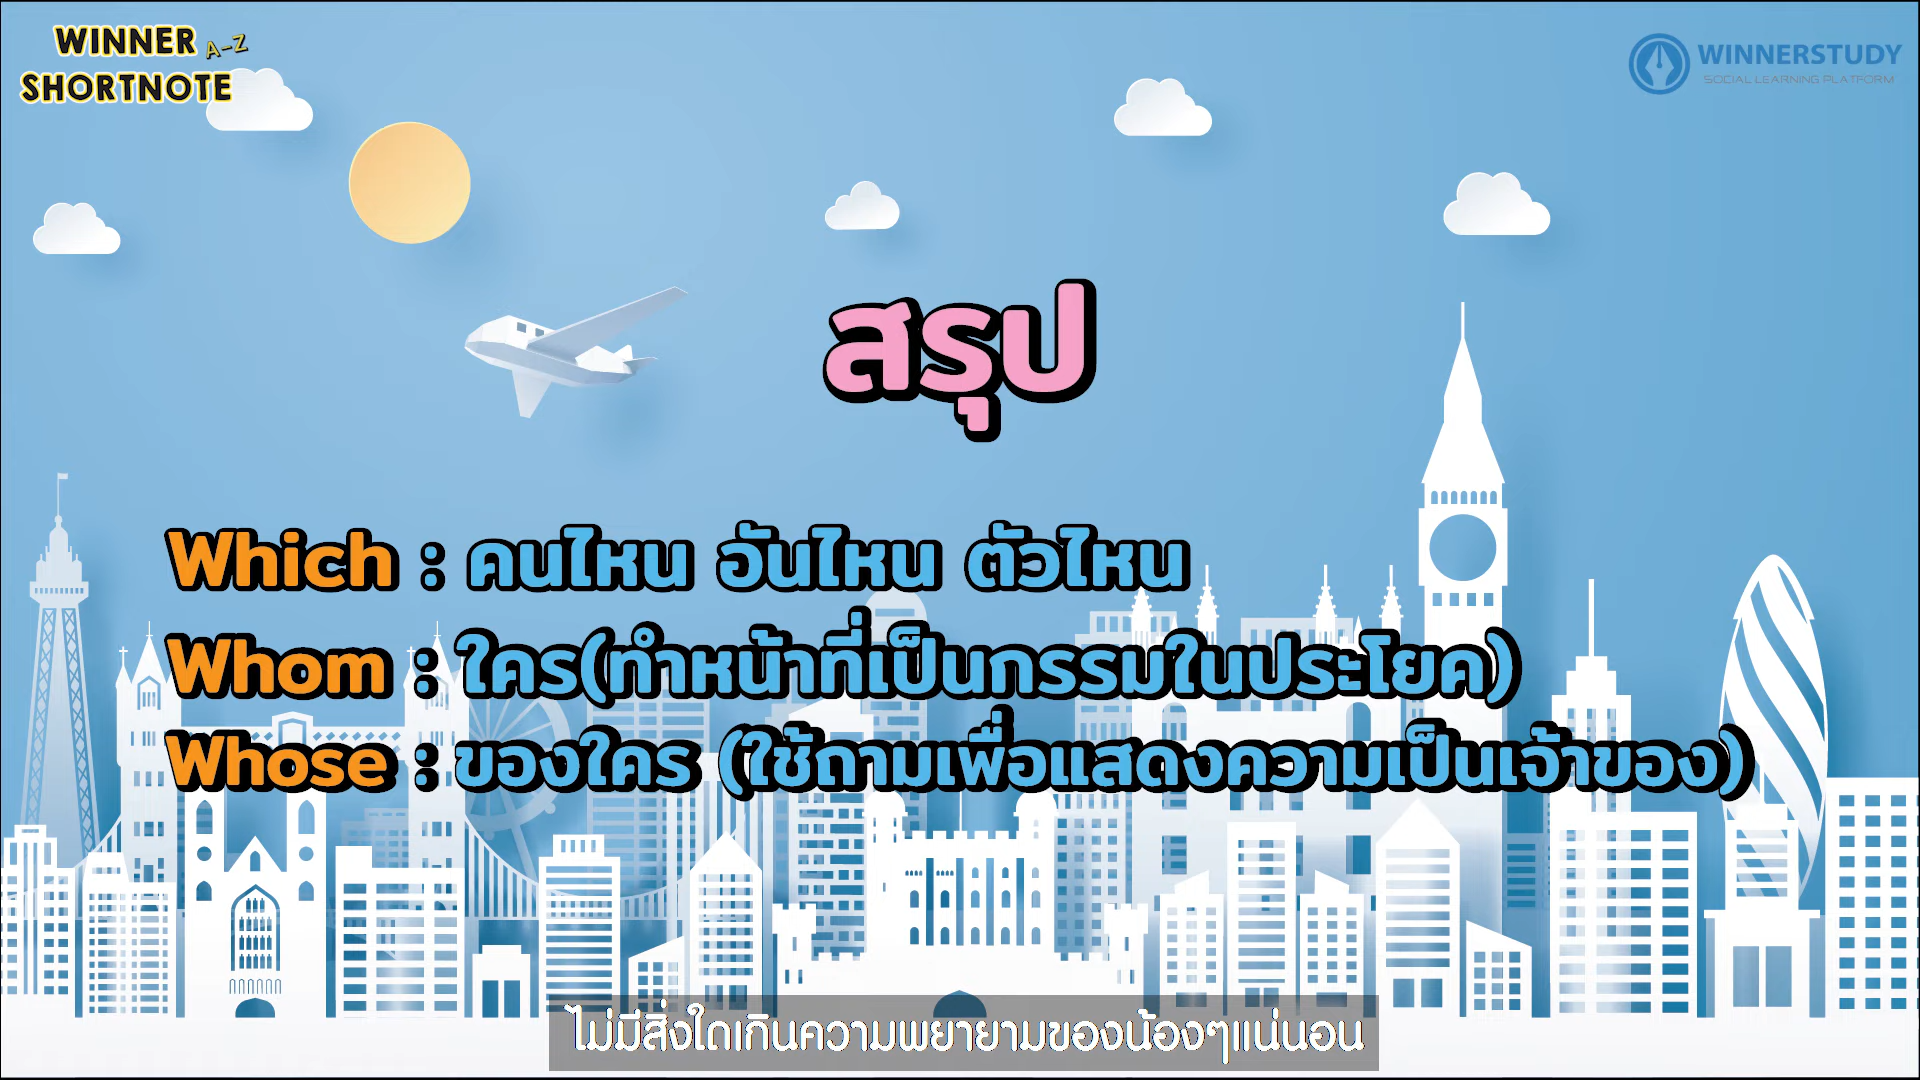 WINNER A-Z
SHORTNOTE
WINNERSTUDY
SOCIAL LEARNING PLATFORM
สรุป
Which : คนไหน อันไหน ตัวไหน
Whom : ใคร(ทำหน้าที่เป็นกรรมในประโยค)
Whose : ของใคร (ใช้ถามเพื่อแสดงความเป็นเจ้าของ)
ไม่มีสิ่งใดเกินความพยายามของน้องๆแน่นอน